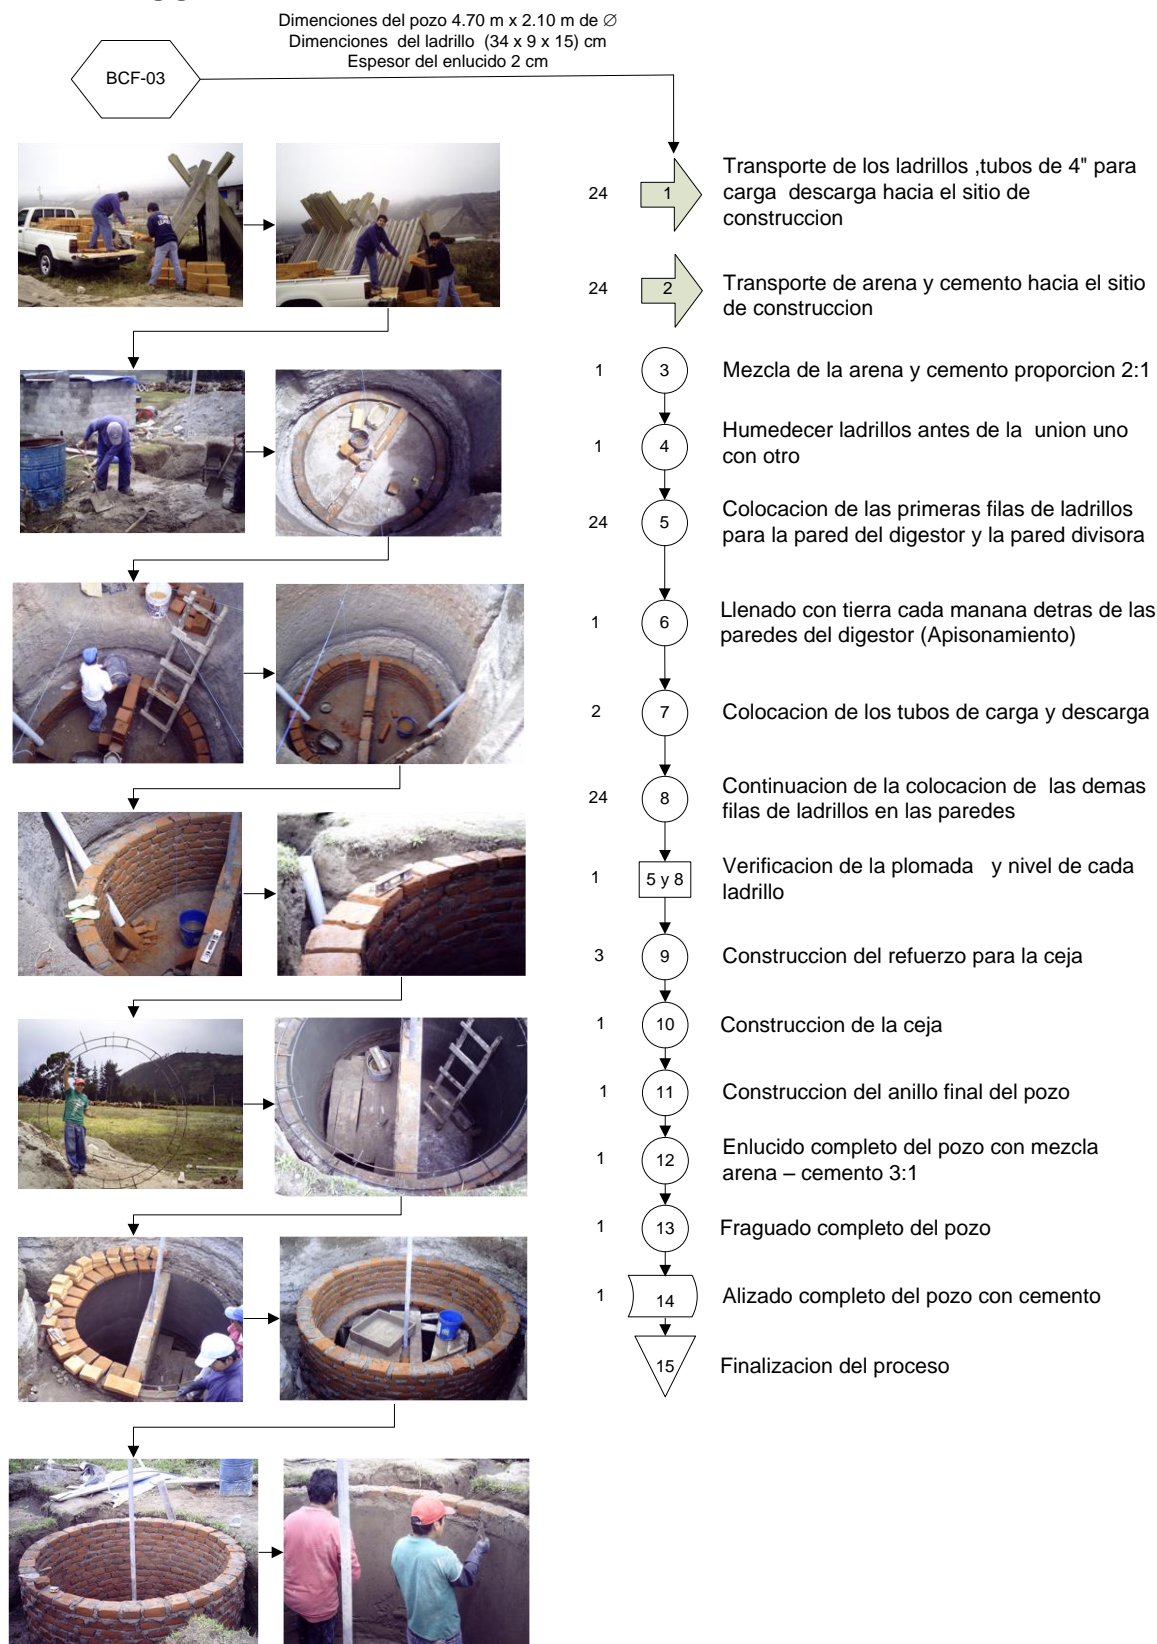 Dimenciones del pozo 4.70 m x 2.10 m de ∅
Dimenciones del ladrillo (34 x 9 x 15) cm
Espesor del enlucido 2 cm
BCF-03
24
1
Transporte de los ladrillos ,tubos de 4" para
carga descarga hacia el sitio de
construccion
24
2
Transporte de arena y cemento hacia el sitio
de construccion
1
3
Mezcla de la arena y cemento proporcion 2:1
1
4
Humedecer ladrillos antes de la union uno
con otro
24
5
Colocacion de las primeras filas de ladrillos
para la pared del digestor y la pared divisora
1
6
Llenado con tierra cada manana detras de las
paredes del digestor (Apisonamiento)
2
7
Colocacion de los tubos de carga y descarga
24
8
Continuacion de la colocacion de las demas
filas de ladrillos en las paredes
1
5 y 8
Verificacion de la plomada y nivel de cada
ladrillo
3
9
Construccion del refuerzo para la ceja
1
10
Construccion de la ceja
1
11
Construccion del anillo final del pozo
1
12
Enlucido completo del pozo con mezcla
arena – cemento 3:1
1
13
Fraguado completo del pozo
1
14
Alizado completo del pozo con cemento
15
Finalizacion del proceso